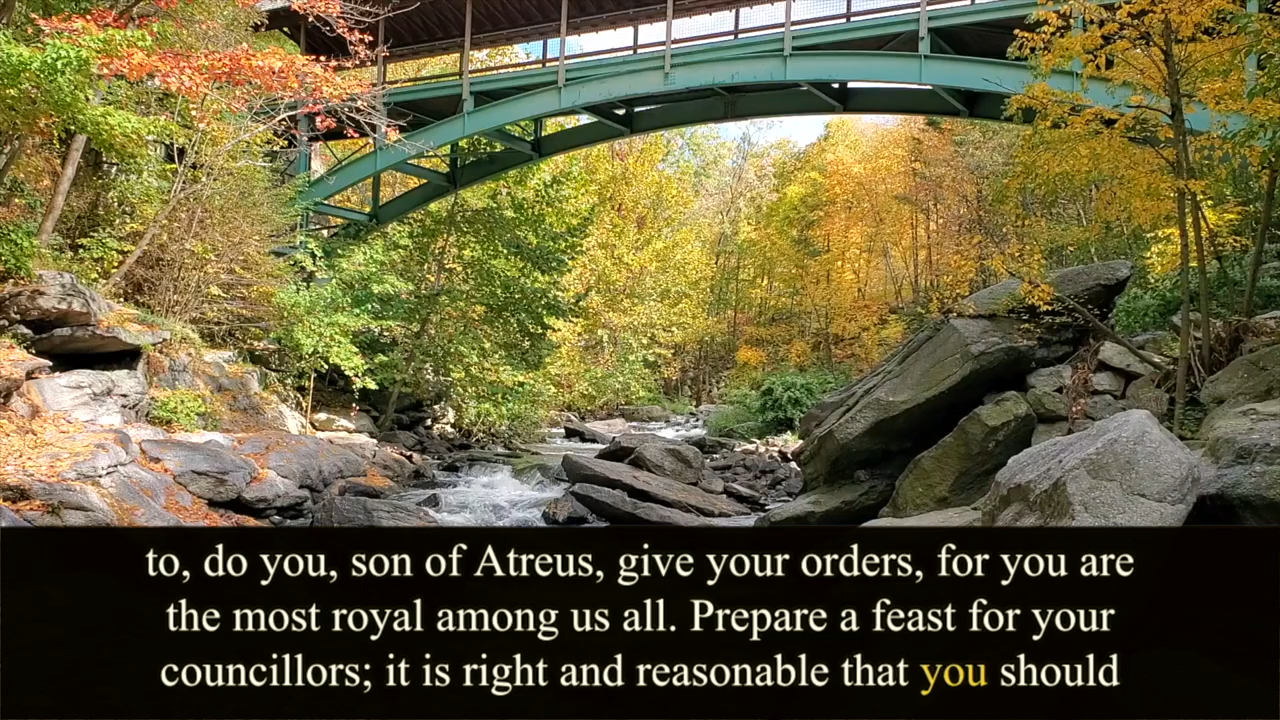 to, do you, son of Atreus, give your orders, for you are
the most royal among us all. Prepare a feast for your
councillors; it is right and reasonable that you should